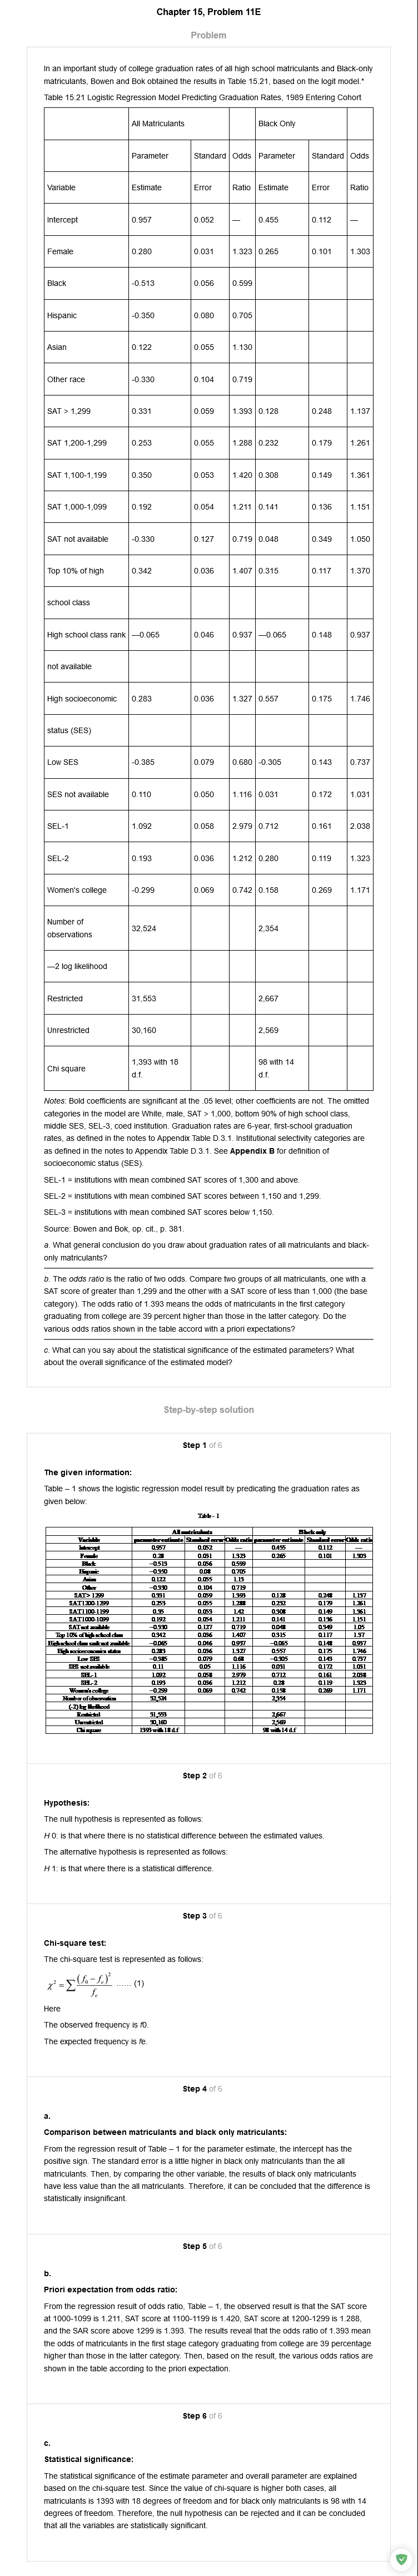 Chapter 15, Problem 11E
Problem
In an important study of college graduation rates of all high school matriculants and Black-only
matriculants, Bowen and Bok obtained the results in Table 15.21, based on the logit model.*
Table 15.21 Logistic Regression Model Predicting Graduation Rates, 1989 Entering Cohort
All Matriculants Black Only
Parameter Standard Odds Parameter Standard Odds
Variable Estimate Error Ratio Estimate Error Ratio
Intercept 0.957 0.052 — 0.455 0.112 —
Female 0.280 0.031 1.323 0.265 0.101 1.303
Black -0.513 0.056 0.599
Hispanic -0.350 0.080 0.705
Asian 0.122 0.055 1.130
Other race -0.330 0.104 0.719
SAT > 1,299 0.331 0.059 1.393 0.128 0.248 1.137
SAT 1,200-1,299 0.253 0.055 1.288 0.232 0.179 1.261
SAT 1,100-1,199 0.350 0.053 1.420 0.308 0.149 1.361
SAT 1,000-1,099 0.192 0.054 1.211 0.141 0.136 1.151
SAT not available -0.330 0.127 0.719 0.048 0.349 1.050
Top 10% of high 0.342 0.036 1.407 0.315 0.117 1.370
school class
High school class rank —0.065 0.046 0.937 —0.065 0.148 0.937
not available
High socioeconomic 0.283 0.036 1.327 0.557 0.175 1.746
status (SES)
Low SES -0.385 0.079 0.680 -0.305 0.143 0.737
SES not available 0.110 0.050 1.116 0.031 0.172 1.031
SEL-1 1.092 0.058 2.979 0.712 0.161 2.038
SEL-2 0.193 0.036 1.212 0.280 0.119 1.323
Women's college -0.299 0.069 0.742 0.158 0.269 1.171
Number of
observations 32,524 2,354
—2 log likelihood
Restricted 31,553 2,667
Unrestricted 30,160 2,569
Chi square 1,393 with 18 98 with 14
d.f. d.f.
Notes: Bold coefficients are significant at the .05 level; other coefficients are not. The omitted
categories in the model are White, male, SAT > 1,000, bottom 90% of high school class,
middle SES, SEL-3, coed institution. Graduation rates are 6-year, first-school graduation
rates, as defined in the notes to Appendix Table D.3.1. Institutional selectivity categories are
as defined in the notes to Appendix Table D.3.1. See Appendix B for definition of
socioeconomic status (SES).
SEL-1 = institutions with mean combined SAT scores of 1,300 and above.
SEL-2 = institutions with mean combined SAT scores between 1,150 and 1,299.
SEL-3 = institutions with mean combined SAT scores below 1,150.
Source: Bowen and Bok, op. cit., p. 381.
a. What general conclusion do you draw about graduation rates of all matriculants and black-
only matriculants?
b. The odds ratio is the ratio of two odds. Compare two groups of all matriculants, one with a
SAT score of greater than 1,299 and the other with a SAT score of less than 1,000 (the base
category). The odds ratio of 1.393 means the odds of matriculants in the first category
graduating from college are 39 percent higher than those in the latter category. Do the
various odds ratios shown in the table accord with a priori expectations?
c. What can you say about the statistical significance of the estimated parameters? What
about the overall significance of the estimated model?
Step-by-step solution
Step 1 of 6
The given information:
Table – 1 shows the logistic regression model result by predicating the graduation rates as
given below:
Table - 1
All matriculants Black only
Variable parameter estimate Standard error Odds ratio parameter estimate Standard error Odds ratio
Intercept 0.957 0.052 — 0.455 0.112 —
Female 0.28 0.031 1.323 0.265 0.101 1.303
Black −0.513 0.056 0.599
Hispanic −0.350 0.08 0.705
Asian 0.122 0.055 1.13
Other −0.330 0.104 0.719
SAT> 1299 0.331 0.059 1.393 0.128 0.248 1.137
SAT1200-1299 0.253 0.055 1.288 0.232 0.179 1.261
SAT1100-1199 0.35 0.053 1.42 0.308 0.149 1.361
SAT1000-1099 0.192 0.054 1.211 0.141 0.136 1.151
SAT not available −0.330 0.127 0.719 0.048 0.349 1.05
Top 10% of high school class 0.342 0.036 1.407 0.315 0.117 1.37
High school class rank not available −0.065 0.046 0.937 −0.065 0.148 0.937
High socioeconomic status 0.283 0.036 1.327 0.557 0.175 1.746
Low SES −0.385 0.079 0.68 −0.305 0.143 0.737
SES not available 0.11 0.05 1.116 0.031 0.172 1.031
SEL-1 1.092 0.058 2.979 0.712 0.161 2.038
SEL-2 0.193 0.036 1.212 0.28 0.119 1.323
Women's college −0.299 0.069 0.742 0.158 0.269 1.171
Number of observation 32,524 2,354
(-2) log likelihood
Restricted 31,553 2,667
Unrestricted 30,160 2,569
Chi square 1393 with 18 d.f 98 with 14 d.f
Step 2 of 6
Hypothesis:
The null hypothesis is represented as follows:
H 0: is that where there is no statistical difference between the estimated values.
The alternative hypothesis is represented as follows:
H 1: is that where there is a statistical difference.
Step 3 of 6
Chi-square test:
The chi-square test is represented as follows:
χ² = ∑ (f₀ − fₑ)² / fₑ ...... (1)
Here
The observed frequency is f0.
The expected frequency is fe.
Step 4 of 6
a.
Comparison between matriculants and black only matriculants:
From the regression result of Table – 1 for the parameter estimate, the intercept has the
positive sign. The standard error is a little higher in black only matriculants than the all
matriculants. Then, by comparing the other variable, the results of black only matriculants
have less value than the all matriculants. Therefore, it can be concluded that the difference is
statistically insignificant.
Step 5 of 6
b.
Priori expectation from odds ratio:
From the regression result of odds ratio, Table – 1, the observed result is that the SAT score
at 1000-1099 is 1.211, SAT score at 1100-1199 is 1.420, SAT score at 1200-1299 is 1.288,
and the SAR score above 1299 is 1.393. The results reveal that the odds ratio of 1.393 mean
the odds of matriculants in the first stage category graduating from college are 39 percentage
higher than those in the latter category. Then, based on the result, the various odds ratios are
shown in the table according to the priori expectation.
Step 6 of 6
c.
Statistical significance:
The statistical significance of the estimate parameter and overall parameter are explained
based on the chi-square test. Since the value of chi-square is higher both cases, all
matriculants is 1393 with 18 degrees of freedom and for black only matriculants is 98 with 14
degrees of freedom. Therefore, the null hypothesis can be rejected and it can be concluded
that all the variables are statistically significant.